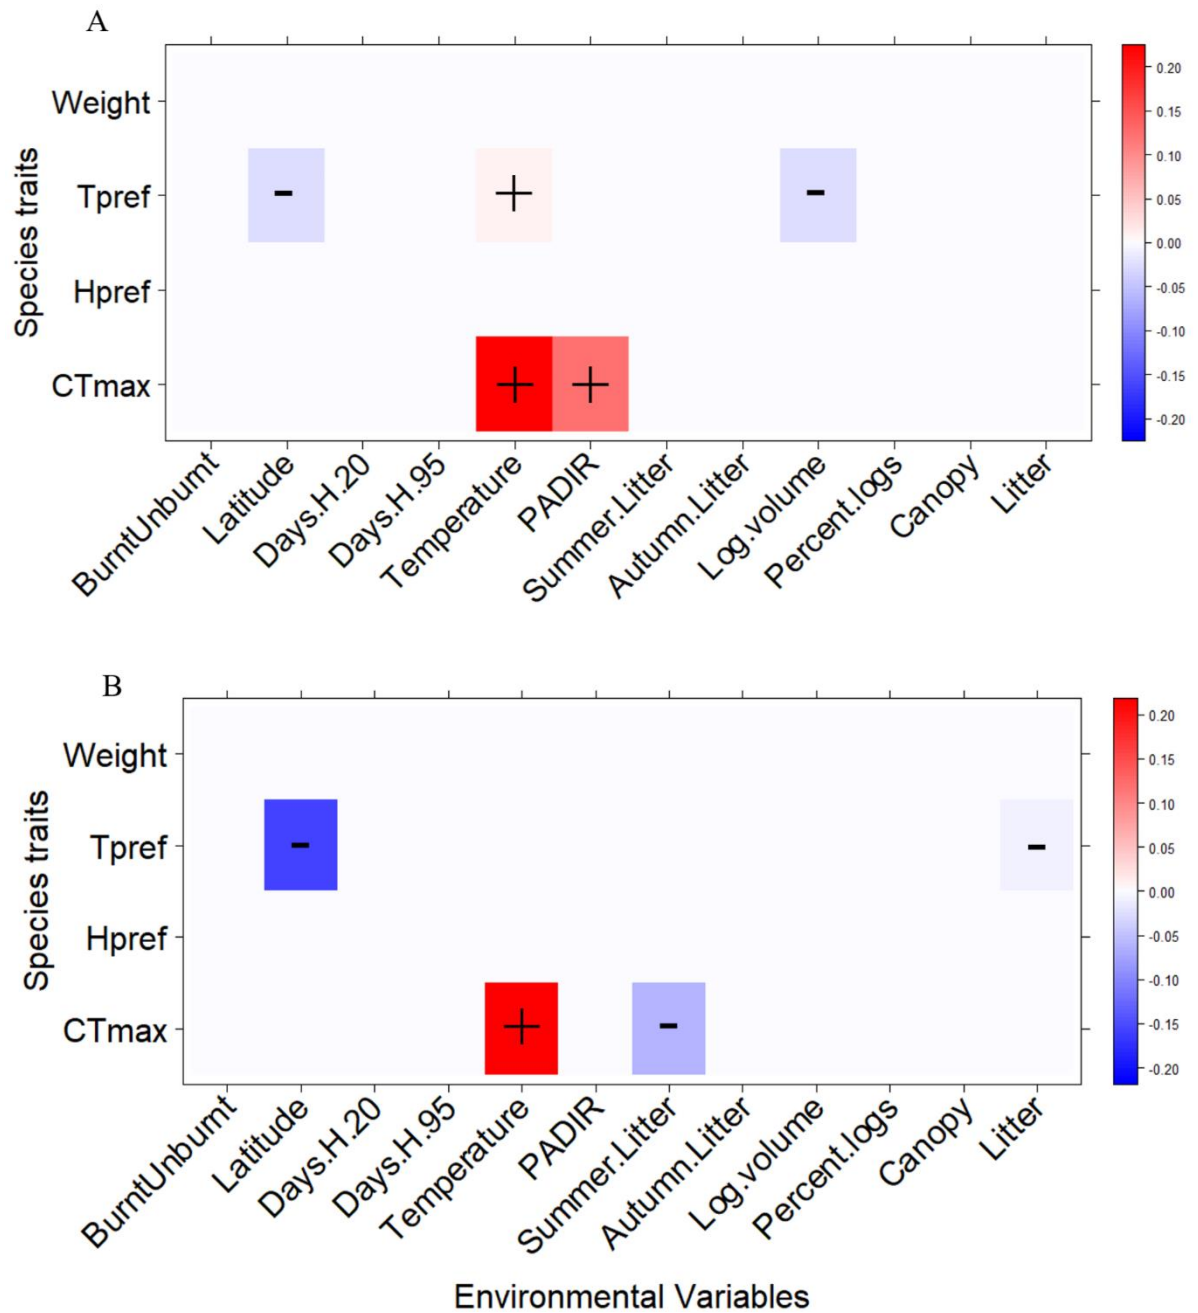 A
Species traits
Weight
Tpref
Hpref
CTmax
-
+
-
+
+
0.20
0.15
0.10
0.05
0.00
-0.05
-0.10
-0.15
-0.20
BurntUnburnt
Latitude
Days.H.20
Days.H.95
Temperature
PADIR
Summer.Litter
Autumn.Litter
Log.volume
Percent.logs
Canopy
Litter
B
Species traits
Weight
Tpref
Hpref
CTmax
-
-
+
-
0.20
0.15
0.10
0.05
0.00
-0.05
-0.10
-0.15
-0.20
BurntUnburnt
Latitude
Days.H.20
Days.H.95
Temperature
PADIR
Summer.Litter
Autumn.Litter
Log.volume
Percent.logs
Canopy
Litter
Environmental Variables